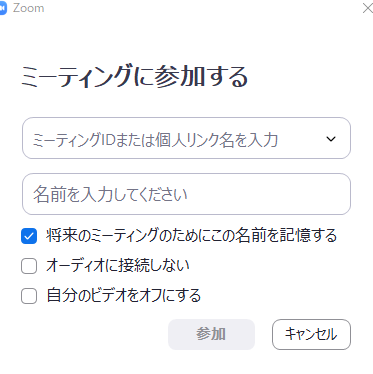 Zoom
ミーティングに参加する
ミーティングIDまたは個人リンク名を入力
名前を入力してください
将来のミーティングのためにこの名前を記憶する
オーディオに接続しない
自分のビデオをオフにする
参加
キャンセル